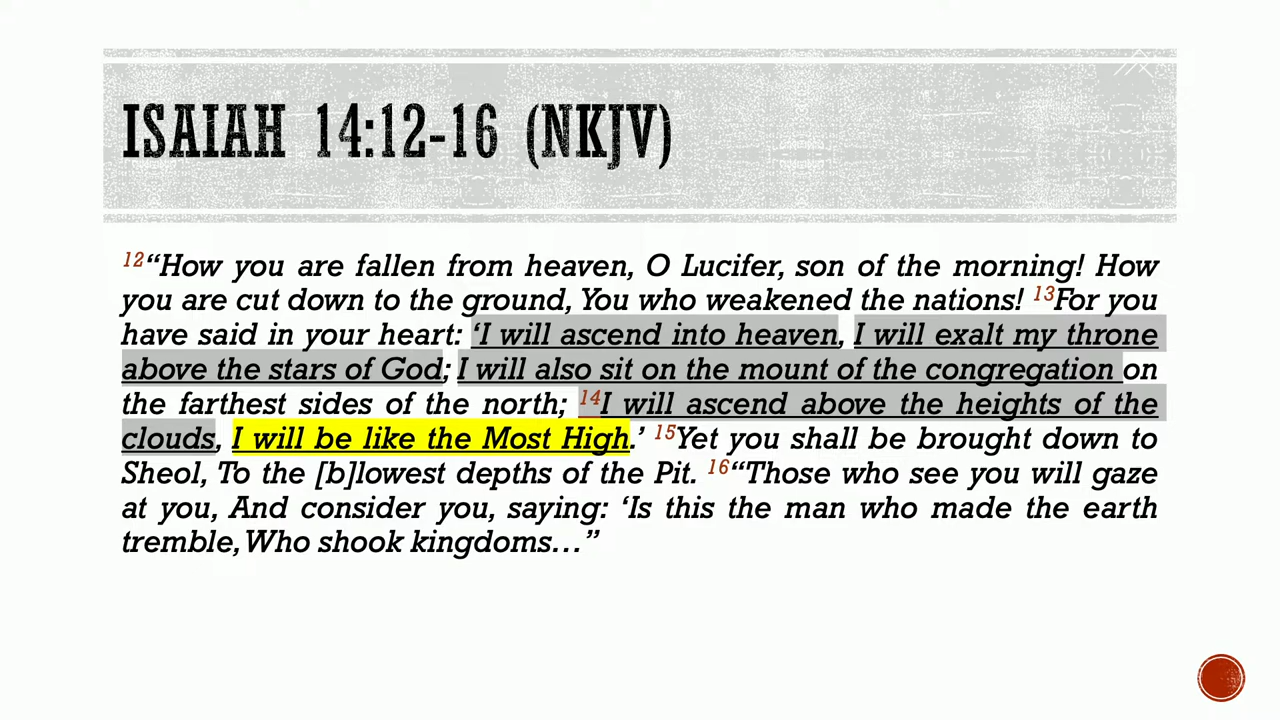 ISAIAH 14:12-16 (NKJV)
12“How you are fallen from heaven, O Lucifer, son of the morning! How
you are cut down to the ground, You who weakened the nations! 13For you
have said in your heart: ‘I will ascend into heaven, I will exalt my throne
above the stars of God; I will also sit on the mount of the congregation on
the farthest sides of the north; 14I will ascend above the heights of the
clouds, I will be like the Most High.’ 15Yet you shall be brought down to
Sheol, To the [b]lowest depths of the Pit. 16“Those who see you will gaze
at you, And consider you, saying: ‘Is this the man who made the earth
tremble, Who shook kingdoms…”